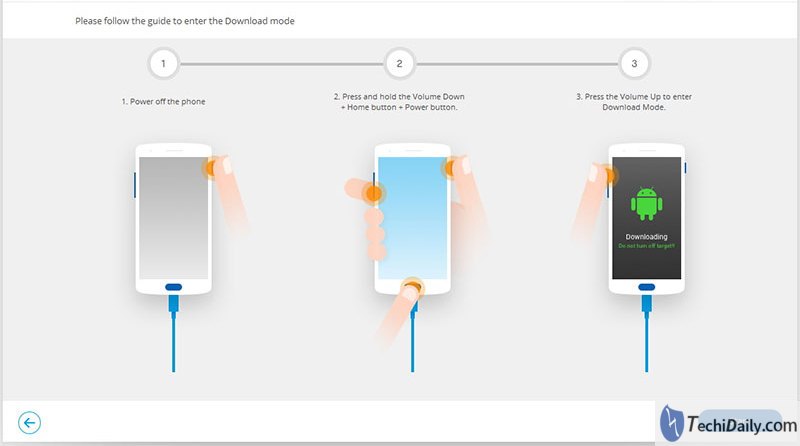 Please follow the guide to enter the Download mode
1
2
3
1. Power off the phone
2. Press and hold the Volume Down
+ Home button + Power button.
3. Press the Volume Up to enter
Download Mode.
Downloading
Do not turn off target!!
TechiDaily.com